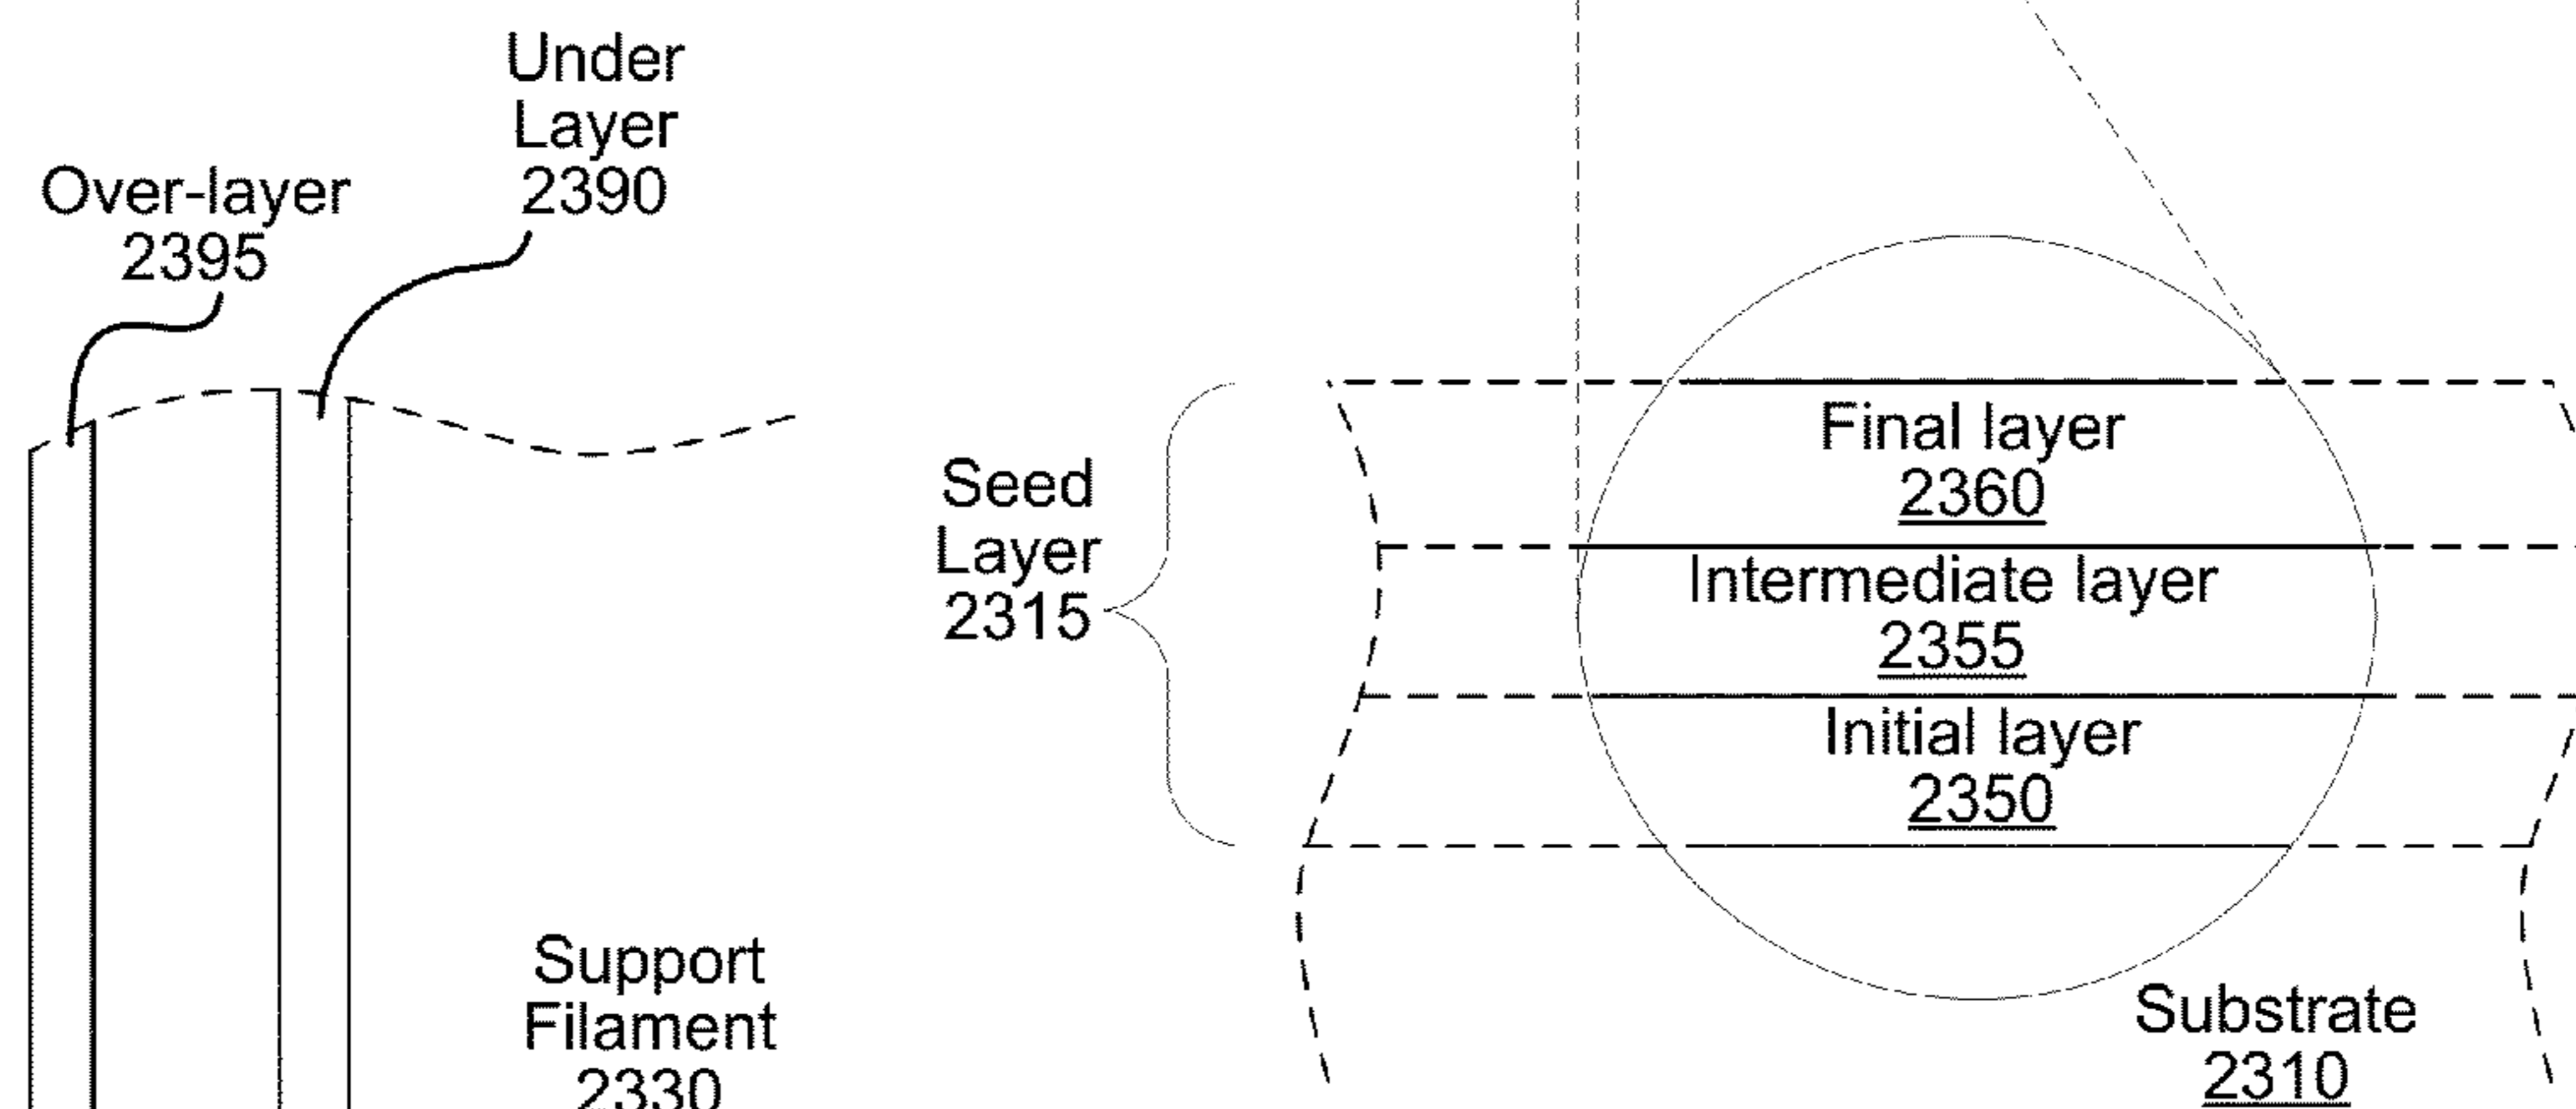 Under
Layer
2390
Over-layer
2395
Seed
Layer
2315
Final layer
2360
Intermediate layer
2355
Initial layer
2350
Support
Filament
2330
Substrate
2310